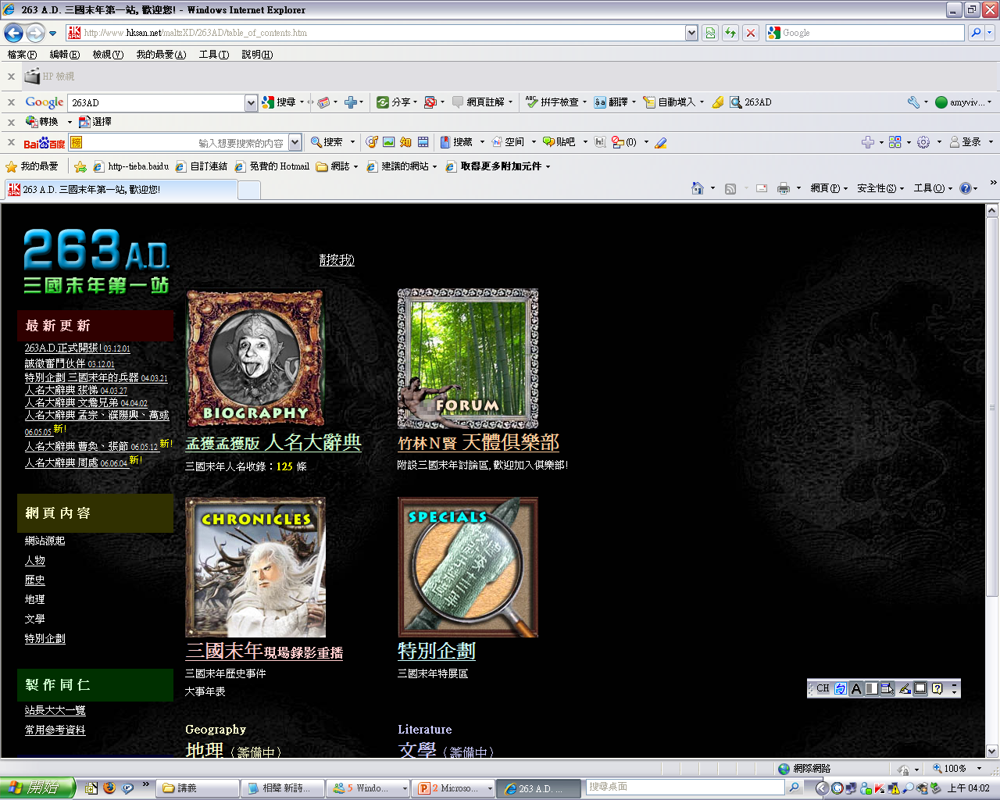 263 A.D. 三國末年第一站, 歡迎您! - Windows Internet Explorer
http://www.hksan.net/maltzXD/263AD/table_of_contents.htm
Google
檔案(F) 編輯(E) 檢視(V) 我的最愛(A) 工具(T) 說明(H)
HP 檢視
Google 263AD 搜尋 分享 網頁註解 拼字檢查 翻譯 自動填入 263AD amyviv...
轉換 選擇
Bai百度 输入想要搜索的内容 搜索 搜藏 空间 贴吧 (0) 登录
我的最愛 http--tieba.baidu 自訂連結 免費的 Hotmail 網誌 建議的網站 取得更多附加元件
263 A.D. 三國末年第一站, 歡迎您! 網頁(P) 安全性(S) 工具(O)
263 A.D.
三國末年第一站
請按我)
最新更新
263A.D.正式開張! 03.12.01
誠徵奮鬥伙伴 03.12.01
特別企劃 三國末年的兵器 04.03.21
人名大辭典 張悌 04.03.27
人名大辭典 文鴦兄弟 04.04.02
人名大辭典 孟宗、濮陽興、萬彧
06.05.05 新!
人名大辭典 曹奐、張節 06.05.12 新!
人名大辭典 周處 06.06.04 新!
網頁內容
網站源起
人物
歷史
地理
文學
特別企劃
製作同仁
站長大大一覽
常用參考資料
BIOGRAPHY
孟獲孟獲版 人名大辭典
三國末年人名收錄：125 條
FORUM
竹林N賢 天體俱樂部
附設三國末年討論區, 歡迎加入俱樂部!
CHRONICLES
三國末年現場錄影重播
三國末年歷史事件
大事年表
SPECIALS
特別企劃
三國末年特展區
Geography
地理（籌備中）
Literature
文學（籌備中）
CH
網際網路 100%
開始 講義 相聲 新詩... 5 Windo... 2 Microso... 263 A.D. ... 搜尋桌面 上午 04:02